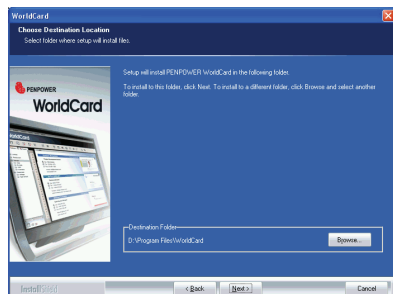 WorldCard
Choose Destination Location
Select folder where setup will install files.
PENPOWER
WorldCard
Setup will install PENPOWER WorldCard in the following folder.
To install to this folder, click Next. To install to a different folder, click Browse and select another
folder.
Destination Folder
D:\Program Files\WorldCard
Browse...
InstallShield
< Back
Next >
Cancel